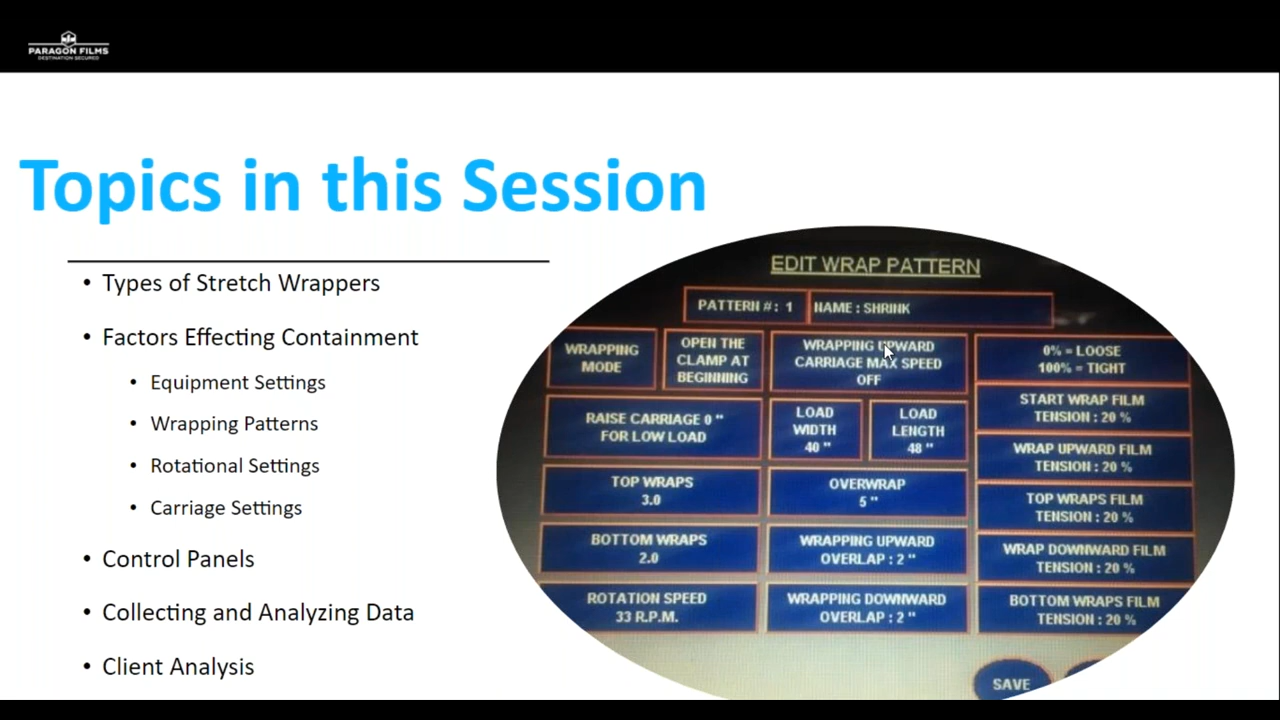 PARAGON FILMS
DESTINATION SECURED
Topics in this Session
• Types of Stretch Wrappers
• Factors Effecting Containment
• Equipment Settings
• Wrapping Patterns
• Rotational Settings
• Carriage Settings
• Control Panels
• Collecting and Analyzing Data
• Client Analysis
EDIT WRAP PATTERN
PATTERN #: 1
NAME : SHRINK
WRAPPING
MODE
OPEN THE
CLAMP AT
BEGINNING
WRAPPING UPWARD
CARRIAGE MAX SPEED
OFF
0% = LOOSE
100% = TIGHT
RAISE CARRIAGE 0 "
FOR LOW LOAD
LOAD
WIDTH
40 "
LOAD
LENGTH
48 "
START WRAP FILM
TENSION : 20 %
WRAP UPWARD FILM
TENSION : 20 %
TOP WRAPS
3.0
OVERWRAP
5 "
TOP WRAPS FILM
TENSION : 20 %
BOTTOM WRAPS
2.0
WRAPPING UPWARD
OVERLAP : 2 "
WRAP DOWNWARD FILM
TENSION : 20 %
ROTATION SPEED
33 R.P.M.
WRAPPING DOWNWARD
OVERLAP : 2 "
BOTTOM WRAPS FILM
TENSION : 20 %
SAVE